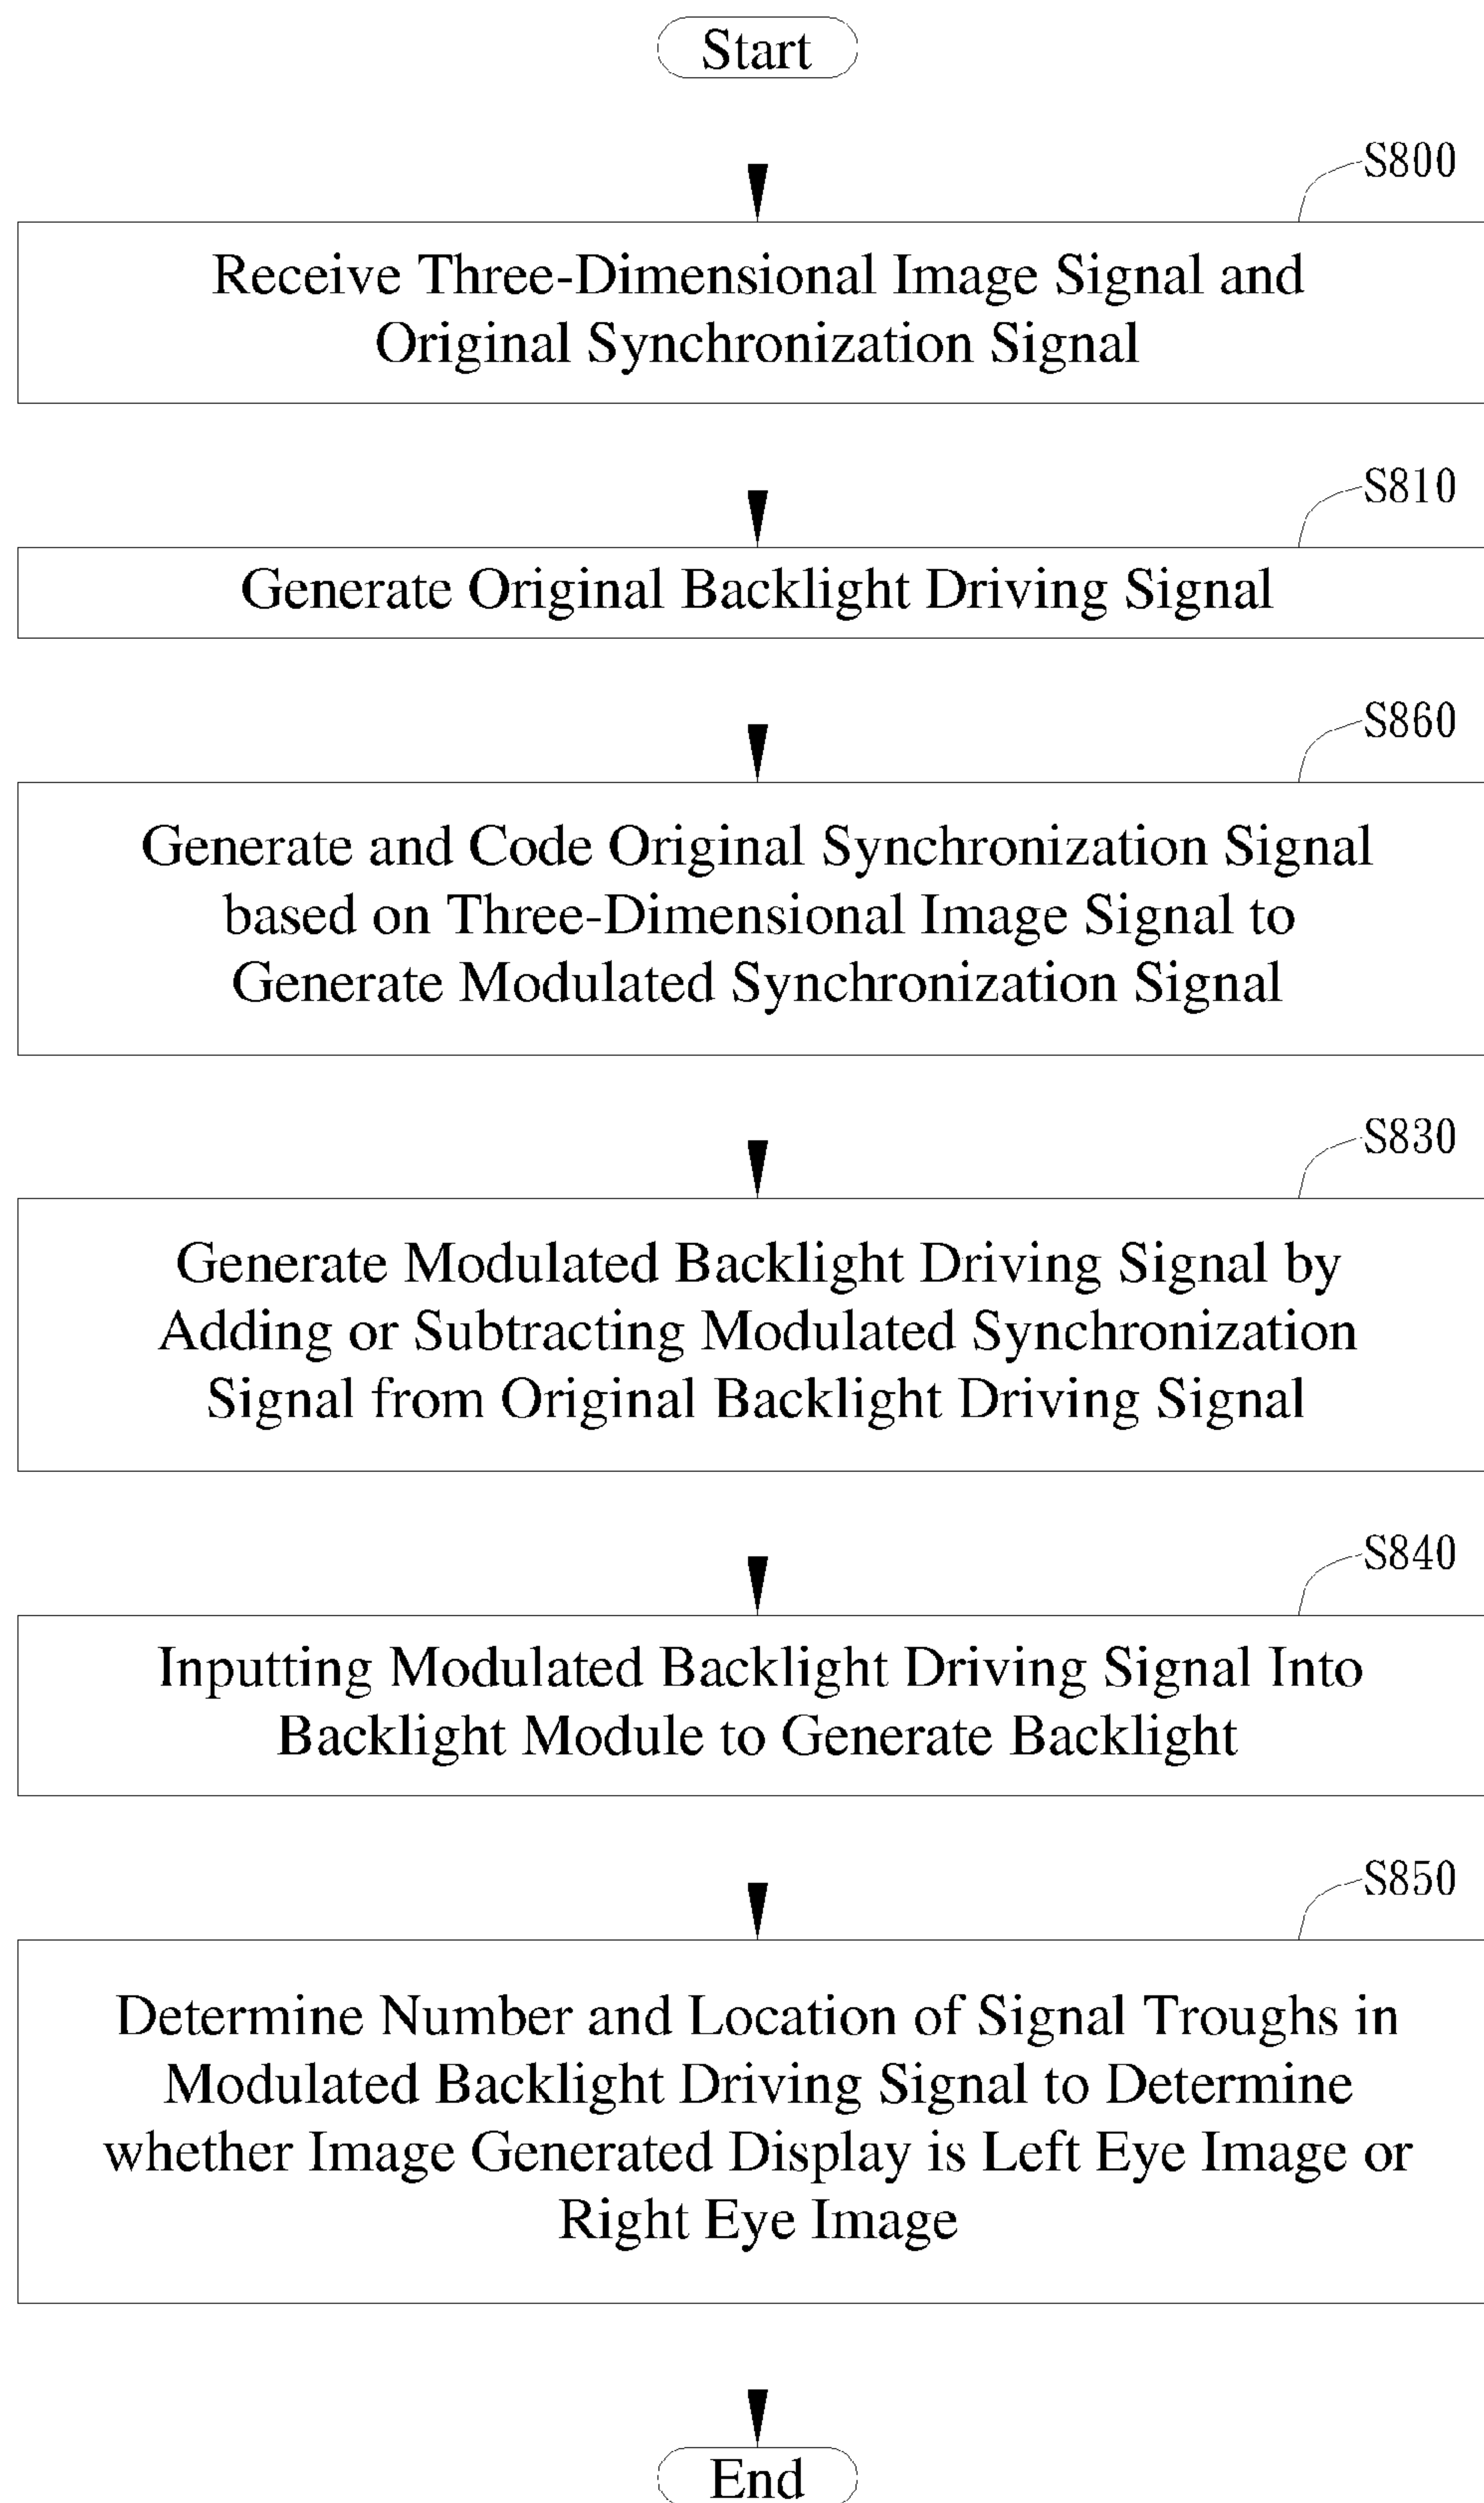 Start
S800
Receive Three-Dimensional Image Signal and
Original Synchronization Signal
S810
Generate Original Backlight Driving Signal
S860
Generate and Code Original Synchronization Signal
based on Three-Dimensional Image Signal to
Generate Modulated Synchronization Signal
S830
Generate Modulated Backlight Driving Signal by
Adding or Subtracting Modulated Synchronization
Signal from Original Backlight Driving Signal
S840
Inputting Modulated Backlight Driving Signal Into
Backlight Module to Generate Backlight
S850
Determine Number and Location of Signal Troughs in
Modulated Backlight Driving Signal to Determine
whether Image Generated Display is Left Eye Image or
Right Eye Image
End